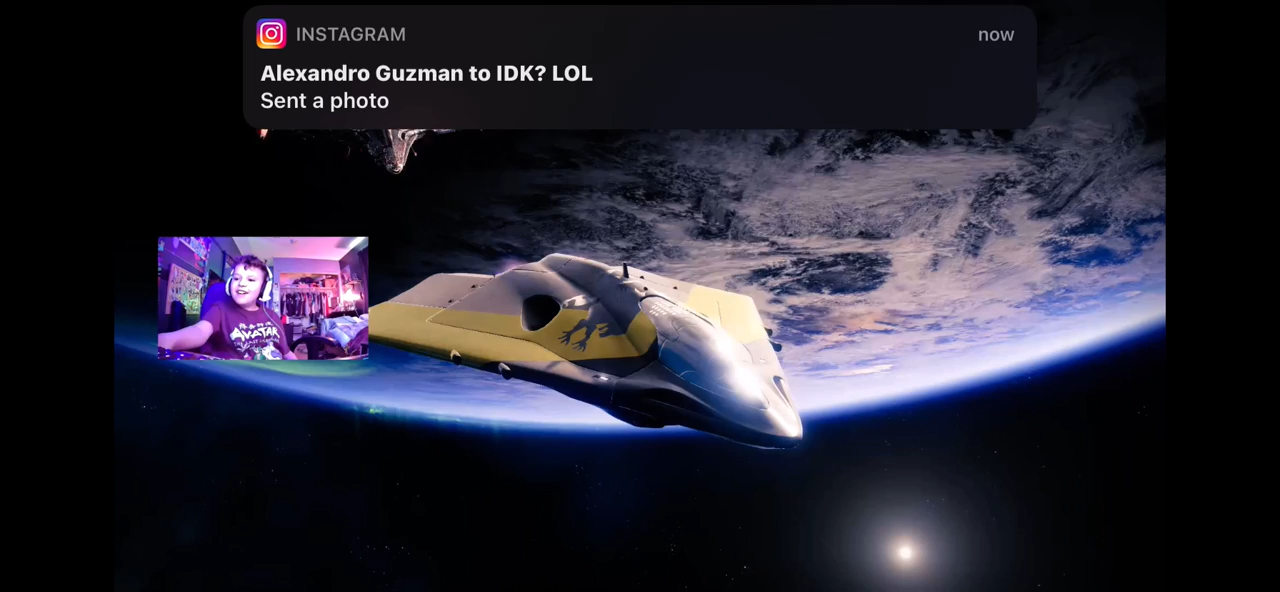 INSTAGRAM now
Alexandro Guzman to IDK? LOL
Sent a photo
AVATAR